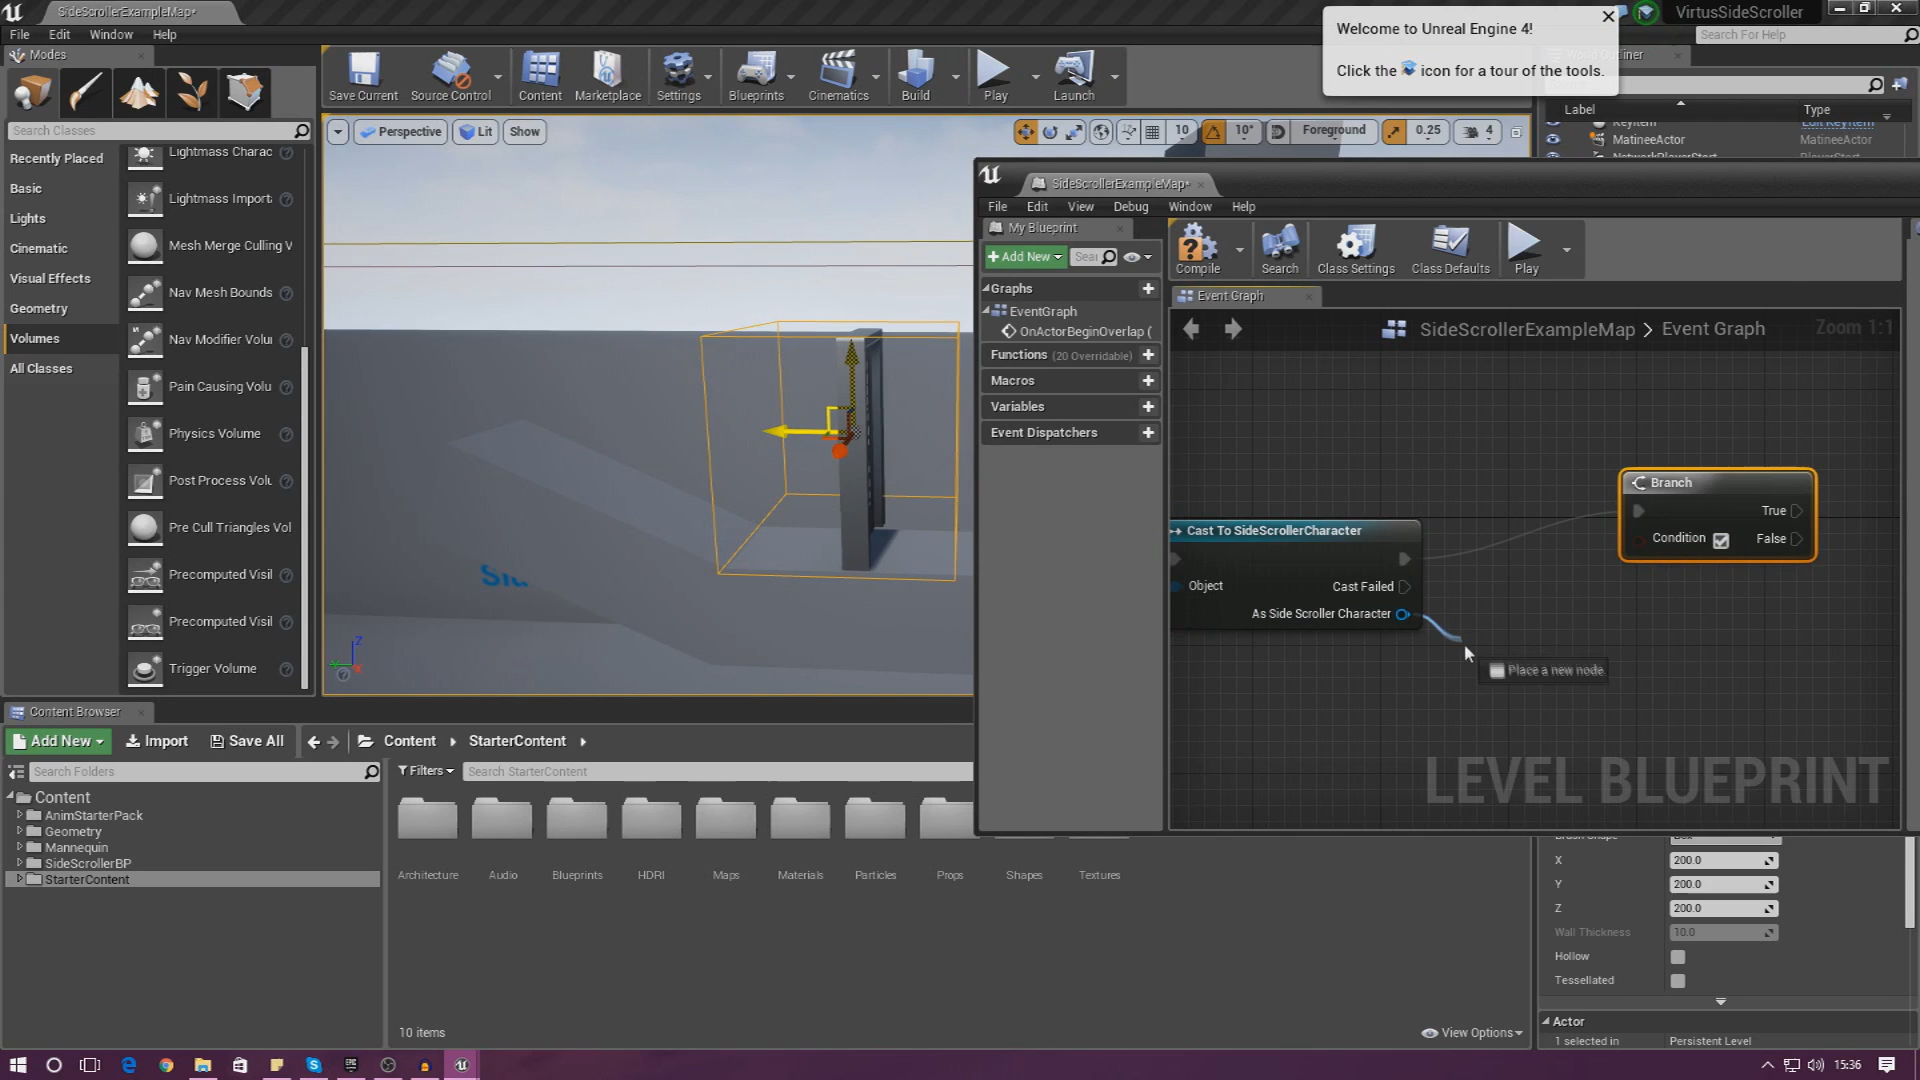 SideScrollerExampleMap*
VirtusSideScroller
File Edit Window Help
Search For Help
Welcome to Unreal Engine 4!
Click the icon for a tour of the tools.
Modes
World Outliner
Save Current
Source Control
Content
Marketplace
Settings
Blueprints
Cinematics
Build
Play
Launch
Search Classes
Label
Type
KeyItem
Edit KeyItem
MatineeActor
MatineeActor
NetworkPlayerStart
PlayerStart
Perspective
Lit
Show
10
10°
Foreground
0.25
4
Recently Placed
Basic
Lights
Cinematic
Visual Effects
Geometry
Volumes
All Classes
Lightmass Charac
Lightmass Import
Mesh Merge Culling V
Nav Mesh Bounds
Nav Modifier Volu
Pain Causing Volu
Physics Volume
Post Process Volu
Pre Cull Triangles Vol
Precomputed Visil
Precomputed Visil
Trigger Volume
SideScrollerExampleMap*
File Edit View Debug Window Help
My Blueprint
Add New
Sear
Graphs
EventGraph
OnActorBeginOverlap (
Functions (20 Overridable)
Macros
Variables
Event Dispatchers
Compile
Search
Class Settings
Class Defaults
Play
Event Graph
SideScrollerExampleMap > Event Graph
Zoom 1:1
Branch
True
Condition
False
Cast To SideScrollerCharacter
Object
Cast Failed
As Side Scroller Character
Place a new node.
LEVEL BLUEPRINT
Z
Content Browser
Add New
Import
Save All
Content
StarterContent
Search Folders
Filters
Search StarterContent
Content
AnimStarterPack
Geometry
Mannequin
SideScrollerBP
StarterContent
Architecture
Audio
Blueprints
HDRI
Maps
Materials
Particles
Props
Shapes
Textures
10 items
View Options
Brush Shape
X 200.0
Y 200.0
Z 200.0
Wall Thickness 10.0
Hollow
Tessellated
Actor
1 selected in
Persistent Level
15:36